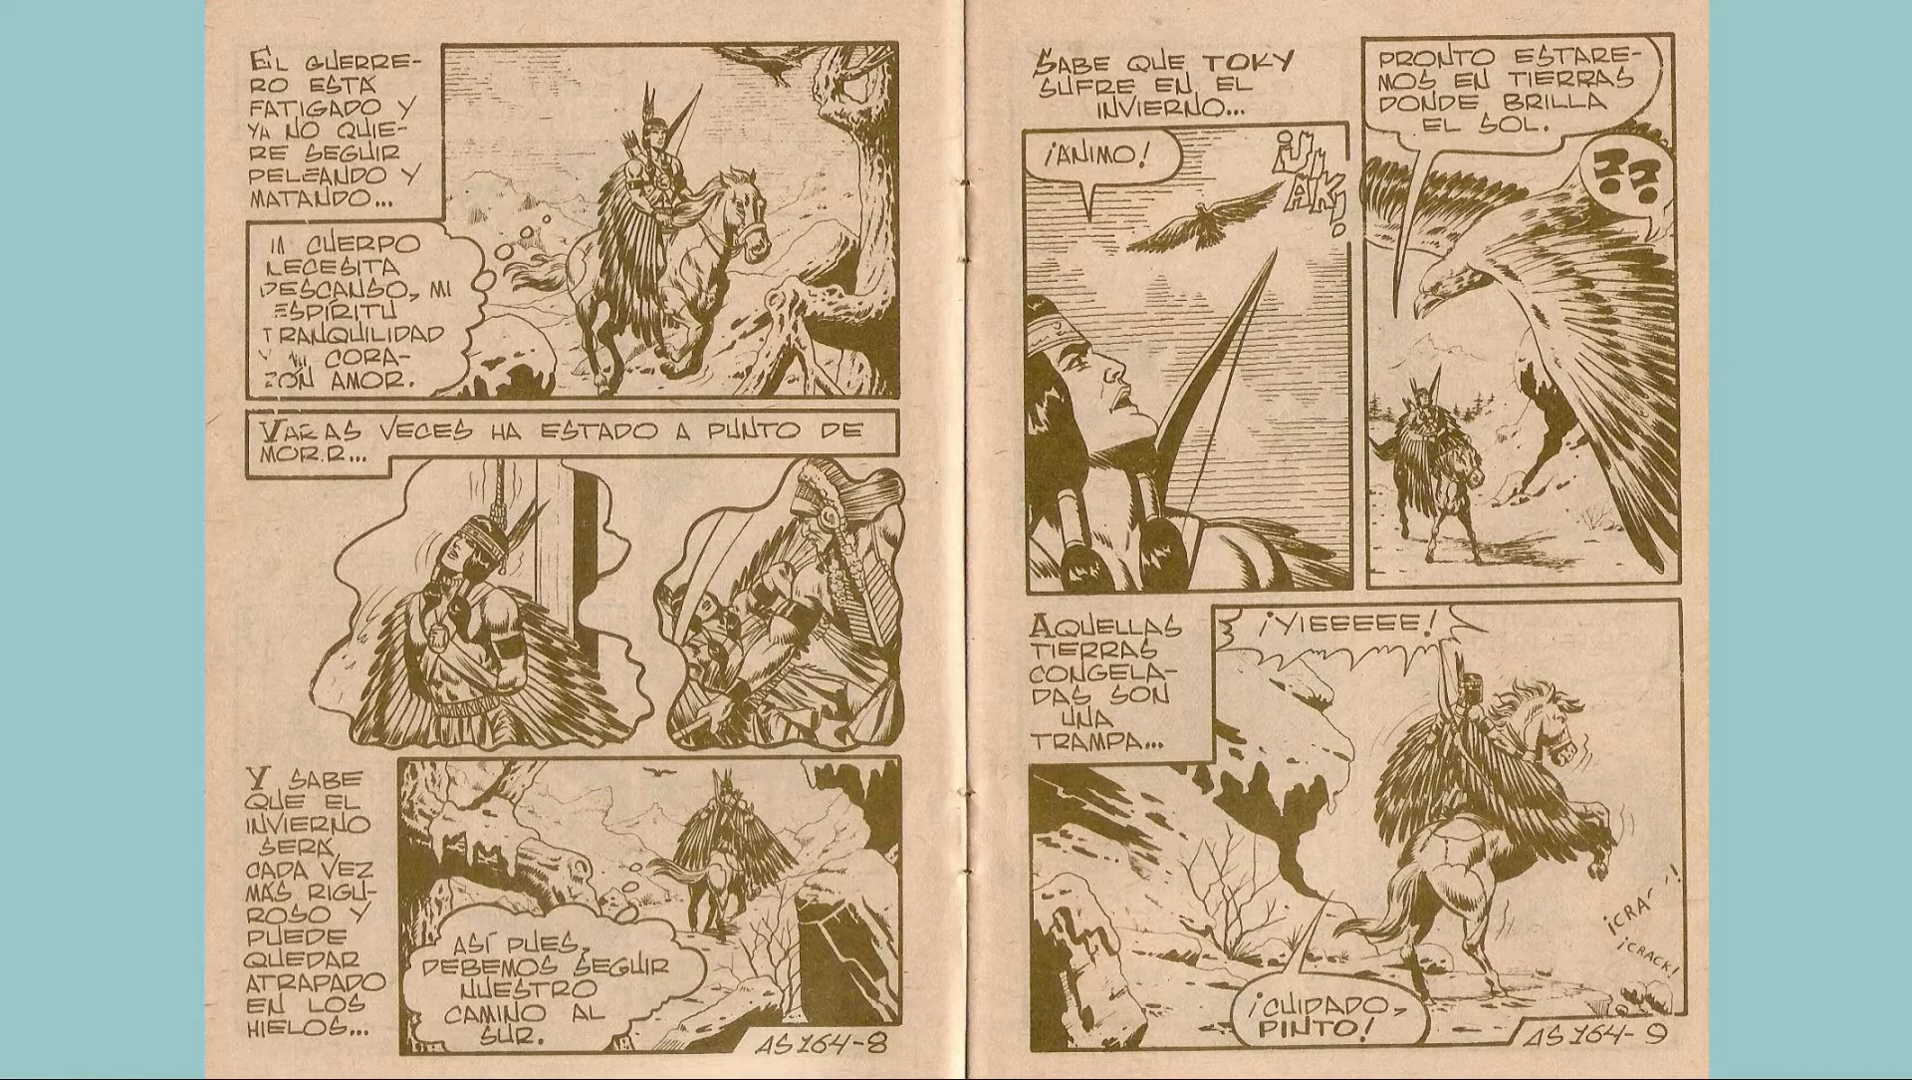 EL GUERRE-
RO ESTÁ
FATIGADO Y
YA NO QUIE-
RE SEGUIR
PELEANDO Y
MATANDO...
MI CUERPO
NECESITA
DESCANSO, MI
ESPÍRITU
TRANQUILIDAD
Y MI CORA-
ZÓN AMOR.
VARIAS VECES HA ESTADO A PUNTO DE
MORIR...
Y SABE
QUE EL
INVIERNO
SERÁ
CADA VEZ
MÁS RIGU-
ROSO Y
PUEDE
QUEDAR
ATRAPADO
EN LOS
HIELOS...
ASÍ PUES,
DEBEMOS SEGUIR
NUESTRO
CAMINO AL
SUR.
AS 164-8
SABE QUE TOKY
SUFRE EN EL
INVIERNO...
¡ANIMO!
PRONTO ESTARE-
MOS EN TIERRAS
DONDE BRILLA
EL SOL.
??
AQUELLAS
TIERRAS
CONGELA-
DAS SON
UNA
TRAMPA...
¡YIEEEEE!
¡CRACK!
¡CUIDADO,
PINTO!
AS 164-9